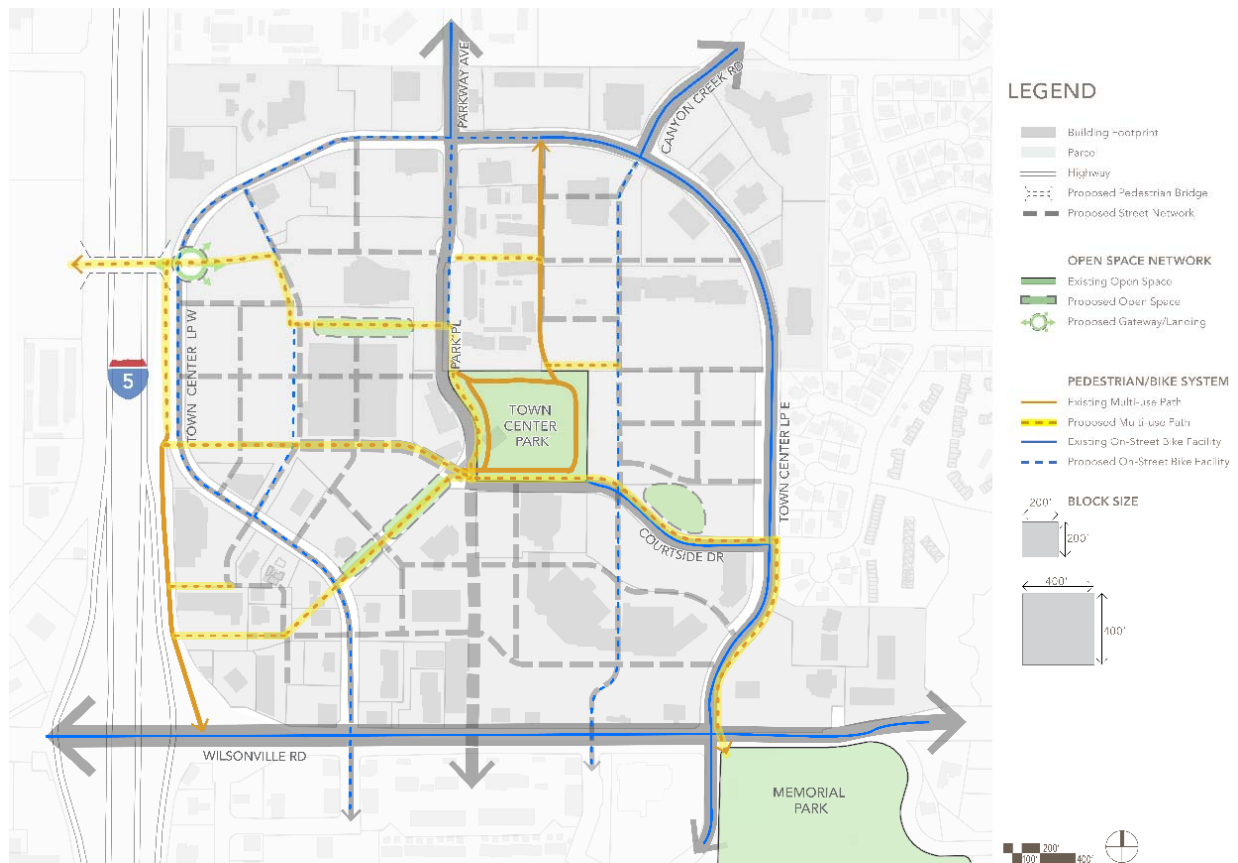 PARKWAY AVE
CANYON CREEK RD
LEGEND
Building Footprint
Parcel
Highway
Proposed Pedestrian Bridge
Proposed Street Network
OPEN SPACE NETWORK
Existing Open Space
Proposed Open Space
Proposed Gateway/Landing
PEDESTRIAN/BIKE SYSTEM
Existing Multi-use Path
Proposed Multi-use Path
Existing On-Street Bike Facility
Proposed On-Street Bike Facility
BLOCK SIZE
200'
200'
400'
400'
TOWN CENTER LP W
PARK PL
5
TOWN
CENTER
PARK
TOWN CENTER LP E
COURTSIDE DR
WILSONVILLE RD
MEMORIAL
PARK
200'
100'
400'